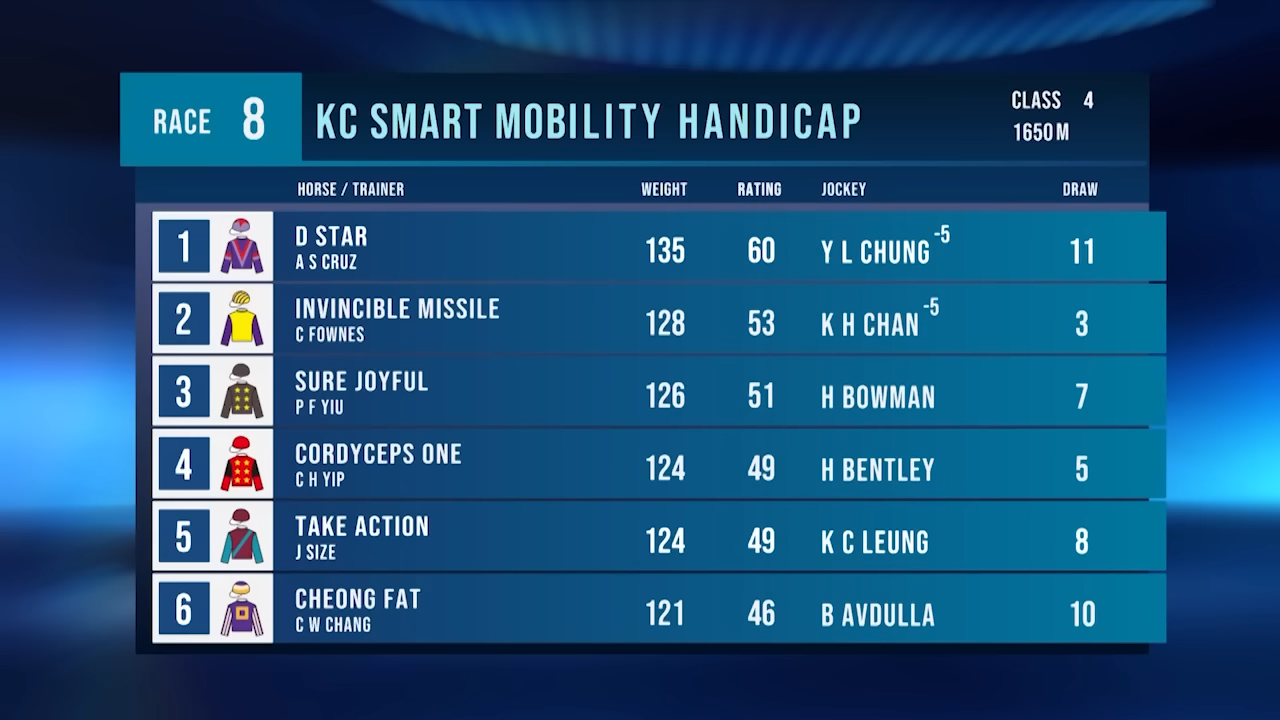 RACE 8 KC SMART MOBILITY HANDICAP CLASS 4
1650 M
HORSE / TRAINER WEIGHT RATING JOCKEY DRAW
1 D STAR 135 60 Y L CHUNG -5 11
A S CRUZ
2 INVINCIBLE MISSILE 128 53 K H CHAN -5 3
C FOWNES
3 SURE JOYFUL 126 51 H BOWMAN 7
P F YIU
4 CORDYCEPS ONE 124 49 H BENTLEY 5
C H YIP
5 TAKE ACTION 124 49 K C LEUNG 8
J SIZE
6 CHEONG FAT 121 46 B AVDULLA 10
C W CHANG